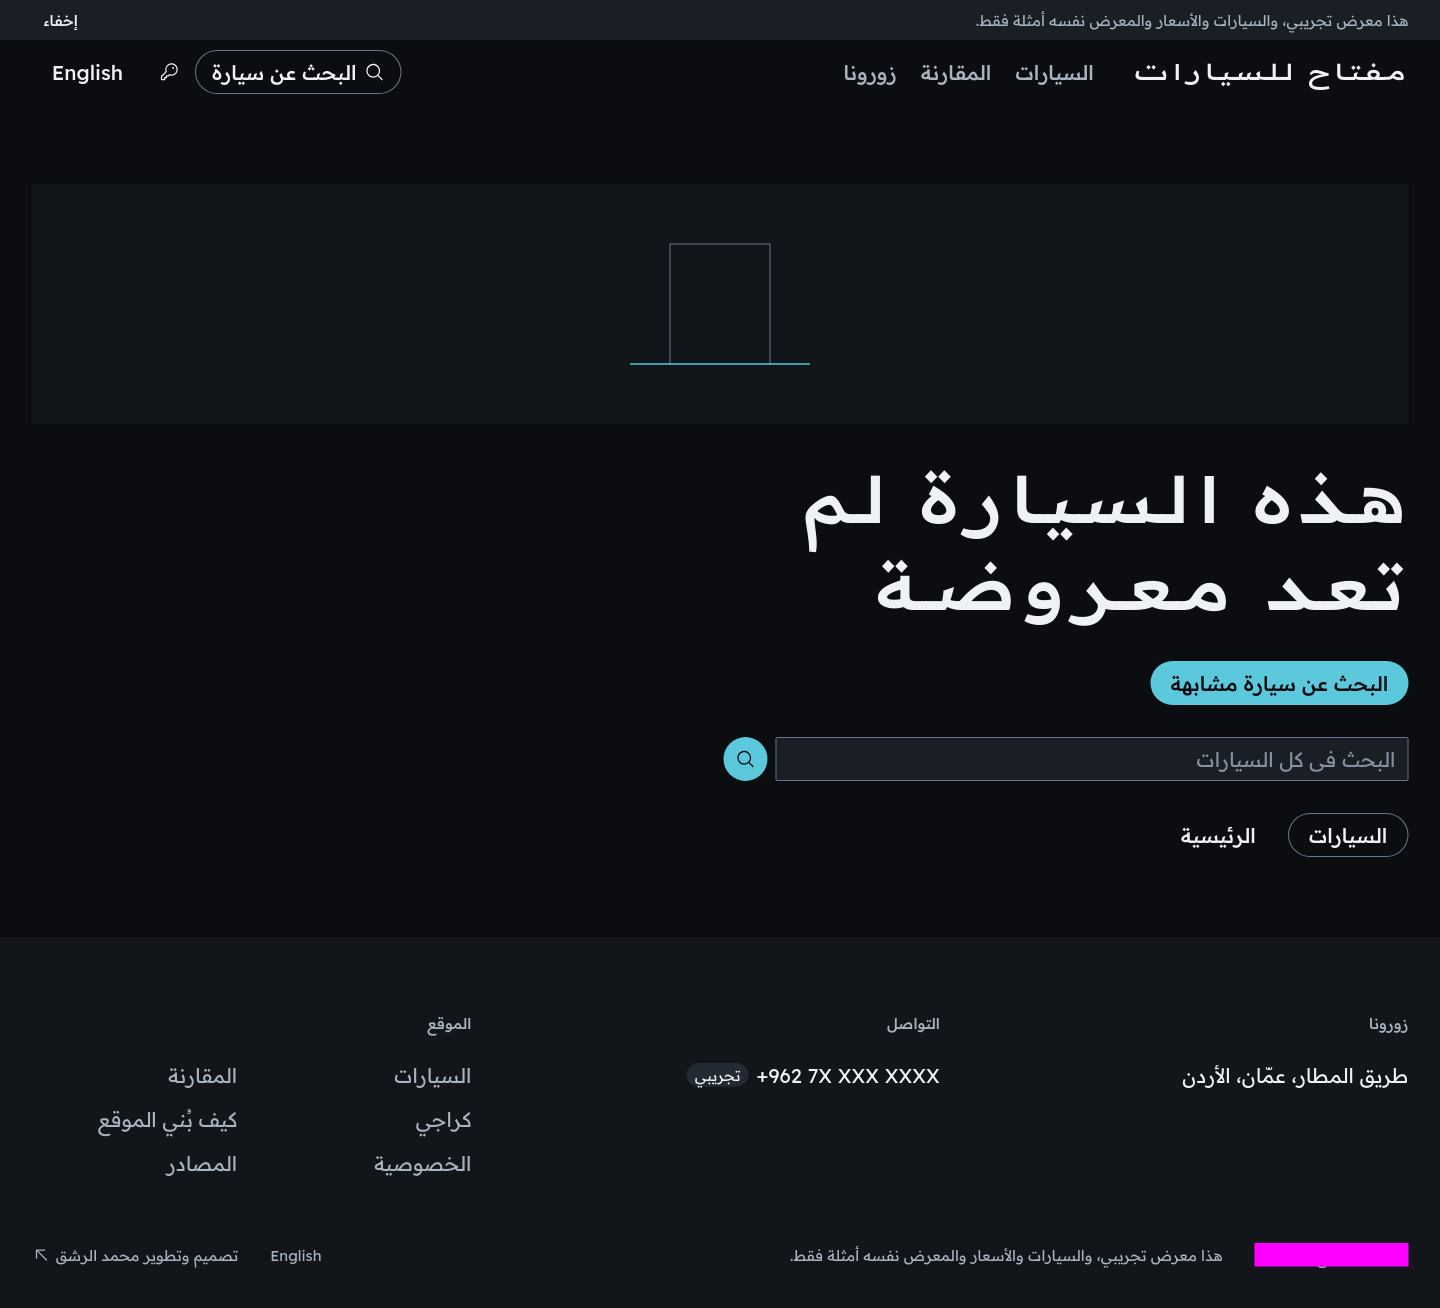 هذا معرض تجريبي، والسيارات والأسعار والمعرض نفسه أمثلة فقط.
إخفاء
مفتاح للسيارات
السيارات
المقارنة
زورونا
البحث عن سيارة
English
هذه السيارة لم
تعد معروضة
البحث عن سيارة مشابهة
البحث في كل السيارات
السيارات
الرئيسية
زورونا
طريق المطار، عمّان، الأردن
التواصل
+962 7X XXX XXXX
تجريبي
الموقع
السيارات
المقارنة
كراجي
كيف بُني الموقع
الخصوصية
المصادر
هذا معرض تجريبي، والسيارات والأسعار والمعرض نفسه أمثلة فقط.
English
تصميم وتطوير محمد الرشق